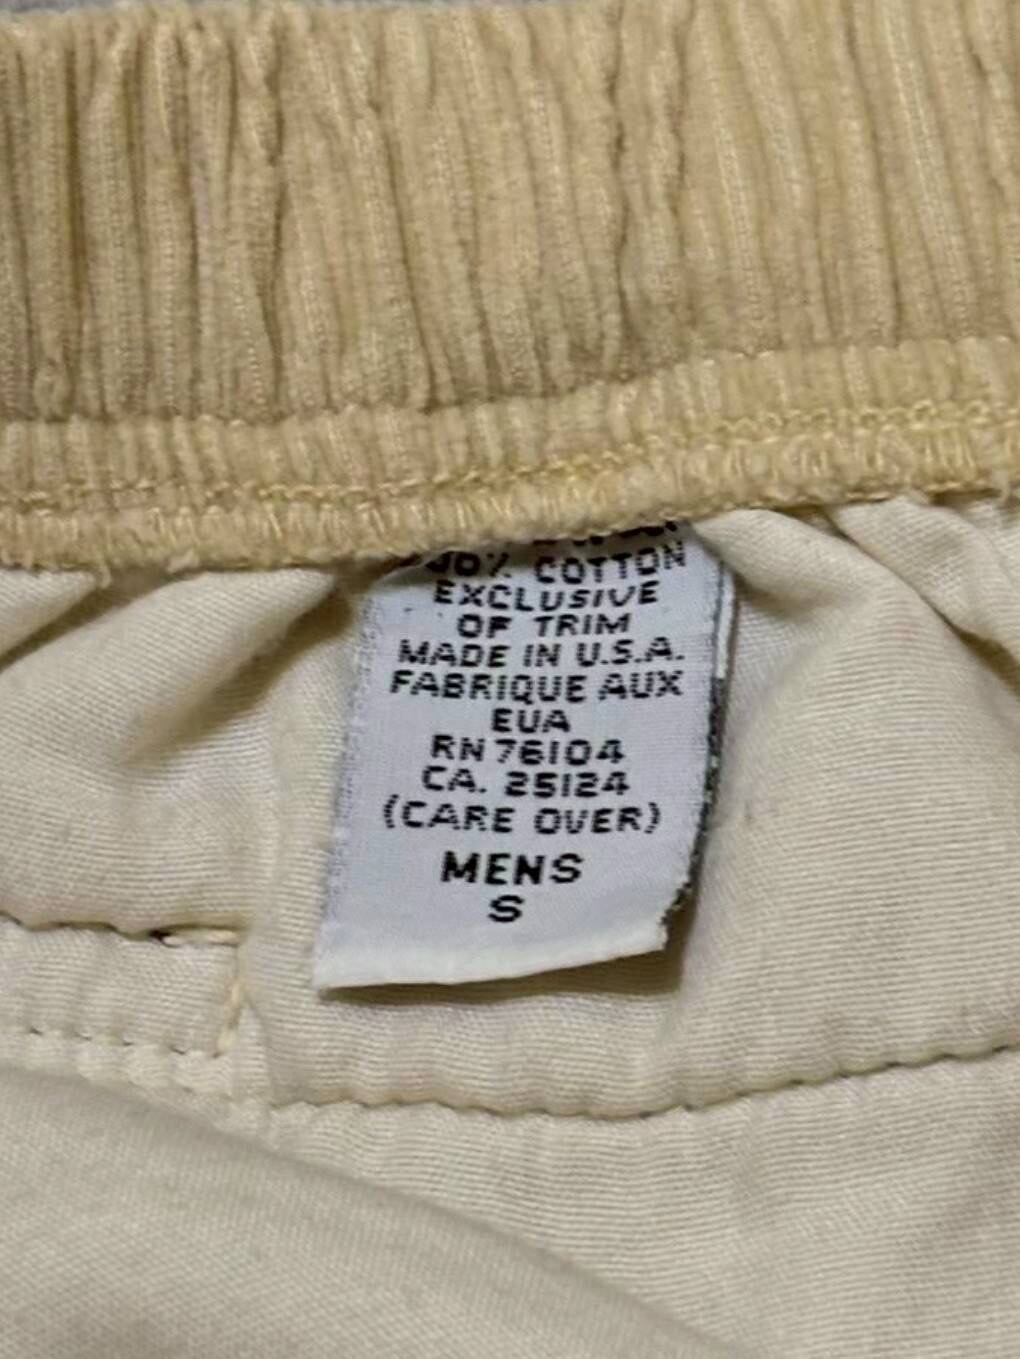 COTTON
EXCLUSIVE
OF TRIM
MADE IN U.S.A.
FABRIQUE AUX
EUA
RN 76104
CA. 25124
(CARE OVER)
MENS
S